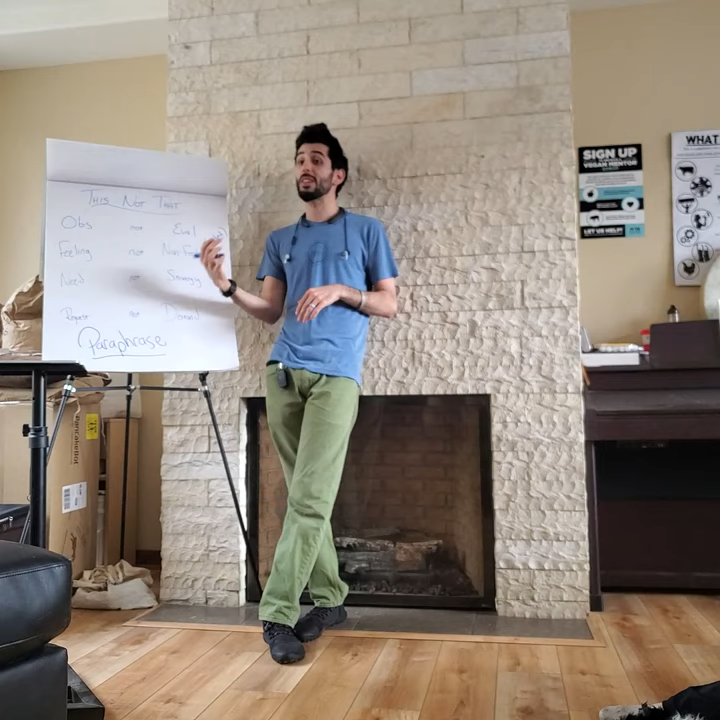 THIS NOT THAT
Obs not Eval
Feeling not
Need not Strategy
Request not Demand
Paraphrase
SIGN UP
VEGAN MENTOR
LET US HELP!
WHAT